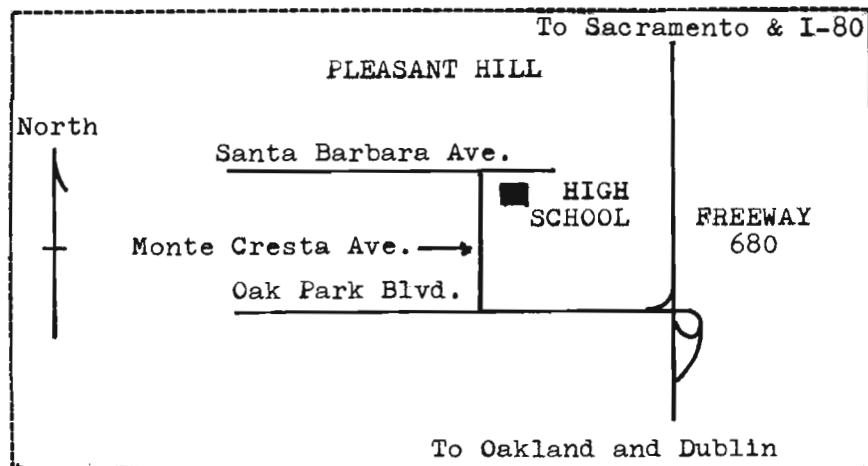 To Sacramento & I-80
PLEASANT HILL
North
Santa Barbara Ave.
HIGH
SCHOOL
FREEWAY
680
Monte Cresta Ave.
Oak Park Blvd.
To Oakland and Dublin